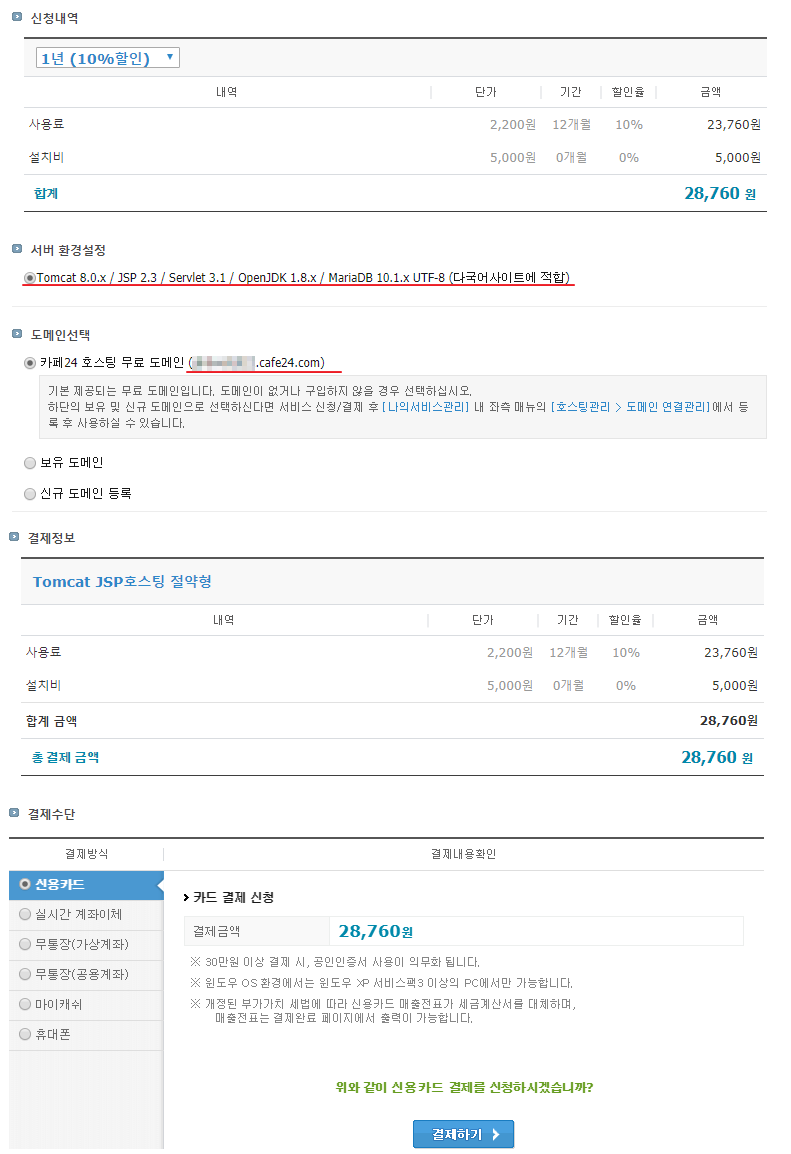 신청내역
1년 (10%할인)
내역 단가 기간 할인율 금액
사용료 2,200원 12개월 10% 23,760원
설치비 5,000원 0개월 0% 5,000원
합계 28,760 원
서버 환경설정
Tomcat 8.0.x / JSP 2.3 / Servlet 3.1 / OpenJDK 1.8.x / MariaDB 10.1.x UTF-8 (다국어사이트에 적합)
도메인선택
카페24 호스팅 무료 도메인 ( .cafe24.com)
기본 제공되는 무료 도메인입니다. 도메인이 없거나 구입하지 않을 경우 선택하십시오.
하단의 보유 및 신규 도메인으로 선택하신다면 서비스 신청/결제 후 [나의서비스관리] 내 좌측 매뉴의 [호스팅관리 > 도메인 연결관리]에서 등
록 후 사용하실 수 있습니다.
보유 도메인
신규 도메인 등록
결제정보
Tomcat JSP호스팅 절약형
내역 단가 기간 할인율 금액
사용료 2,200원 12개월 10% 23,760원
설치비 5,000원 0개월 0% 5,000원
합계 금액 28,760원
총 결제 금액 28,760 원
결제수단
결제방식 결제내용확인
신용카드
실시간 계좌이체
무통장(가상계좌)
무통장(공용계좌)
마이캐쉬
휴대폰
카드 결제 신청
결제금액 28,760원
※ 30만원 이상 결제 시, 공인인증서 사용이 의무화 됩니다.
※ 윈도우 OS 환경에서는 윈도우 XP 서비스팩3 이상의 PC에서만 가능합니다.
※ 개정된 부가가치 세법에 따라 신용카드 매출전표가 세금계산서를 대체하며,
매출전표는 결제완료 페이지에서 출력이 가능합니다.
위와 같이 신용카드 결제를 신청하시겠습니까?
결제하기